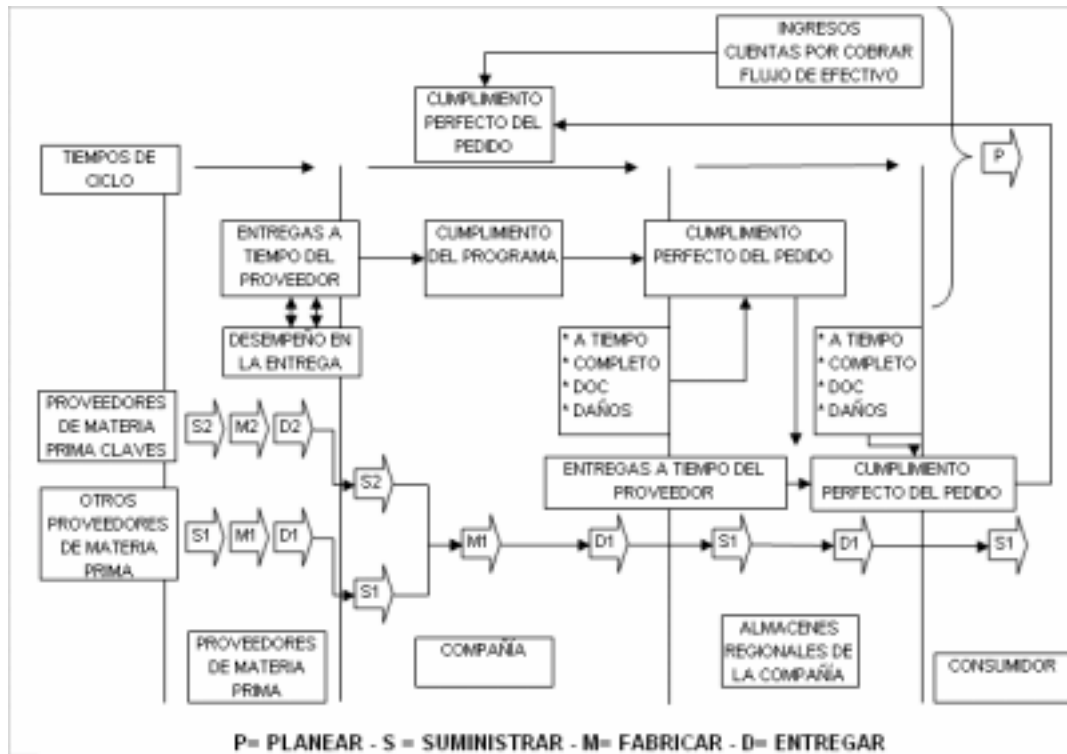 INGRESOS
CUENTAS POR COBRAR
FLUJO DE EFECTIVO
CUMPLIMIENTO
PERFECTO DEL
PEDIDO
TIEMPOS DE
CICLO
P
ENTREGAS A
TIEMPO DEL
PROVEEDOR
CUMPLIMIENTO
DEL PROGRAMA
CUMPLIMIENTO
PERFECTO DEL PEDIDO
DESEMPEÑO EN
LA ENTREGA
* A TIEMPO
* COMPLETO
* DOC
* DAÑOS
* A TIEMPO
* COMPLETO
* DOC
* DAÑOS
PROVEEDORES
DE MATERIA
PRIMA CLAVES
S2 M2 D2
S2
ENTREGAS A TIEMPO DEL
PROVEEDOR
CUMPLIMIENTO
PERFECTO DEL PEDIDO
OTROS
PROVEEDORES
DE MATERIA
PRIMA
S1 M1 D1
S1
M1
D1
S1
D1
S1
PROVEEDORES
DE MATERIA
PRIMA
COMPAÑÍA
ALMACENES
REGIONALES DE
LA COMPAÑÍA
CONSUMIDOR
P= PLANEAR - S = SUMINISTRAR - M= FABRICAR - D= ENTREGAR